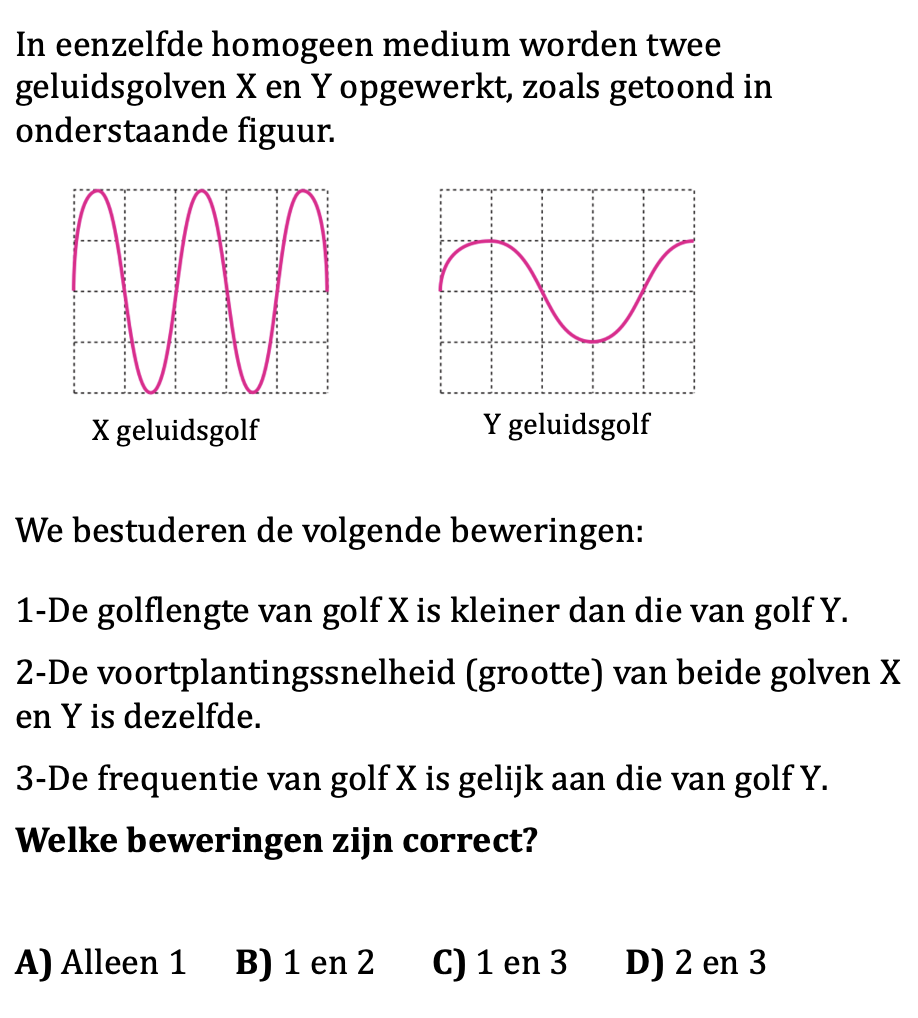 In eenzelfde homogeen medium worden twee
geluidsgolven X en Y opgewerkt, zoals getoond in
onderstaande figuur.
X geluidsgolf
Y geluidsgolf
We bestuderen de volgende beweringen:
1-De golflengte van golf X is kleiner dan die van golf Y.
2-De voortplantingssnelheid (grootte) van beide golven X
en Y is dezelfde.
3-De frequentie van golf X is gelijk aan die van golf Y.
Welke beweringen zijn correct?
A) Alleen 1 B) 1 en 2 C) 1 en 3 D) 2 en 3